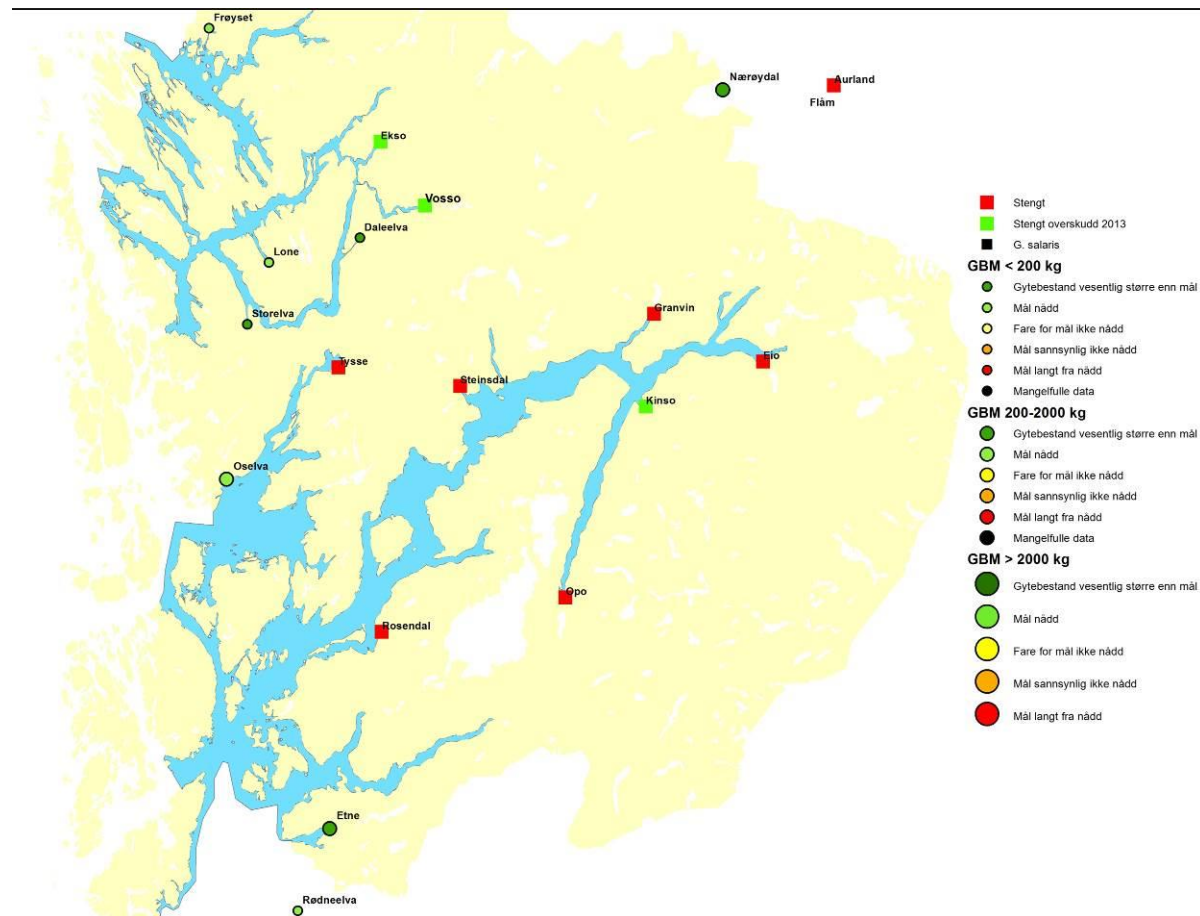 Frøyset
Nærøydal
Aurland
Flåm
Ekso
Vosso
Daleelva
Lone
Storelva
Granvin
Tysse
Eio
Steinsdal
Kinso
Oselva
Opo
Rosendal
Etne
Rødneelva
Stengt
Stengt overskudd 2013
G. salaris
GBM < 200 kg
Gytebestand vesentlig større enn mål
Mål nådd
Fare for mål ikke nådd
Mål sannsynlig ikke nådd
Mål langt fra nådd
Mangelfulle data
GBM 200-2000 kg
Gytebestand vesentlig større enn mål
Mål nådd
Fare for mål ikke nådd
Mål sannsynlig ikke nådd
Mål langt fra nådd
Mangelfulle data
GBM > 2000 kg
Gytebestand vesentlig større enn mål
Mål nådd
Fare for mål ikke nådd
Mål sannsynlig ikke nådd
Mål langt fra nådd